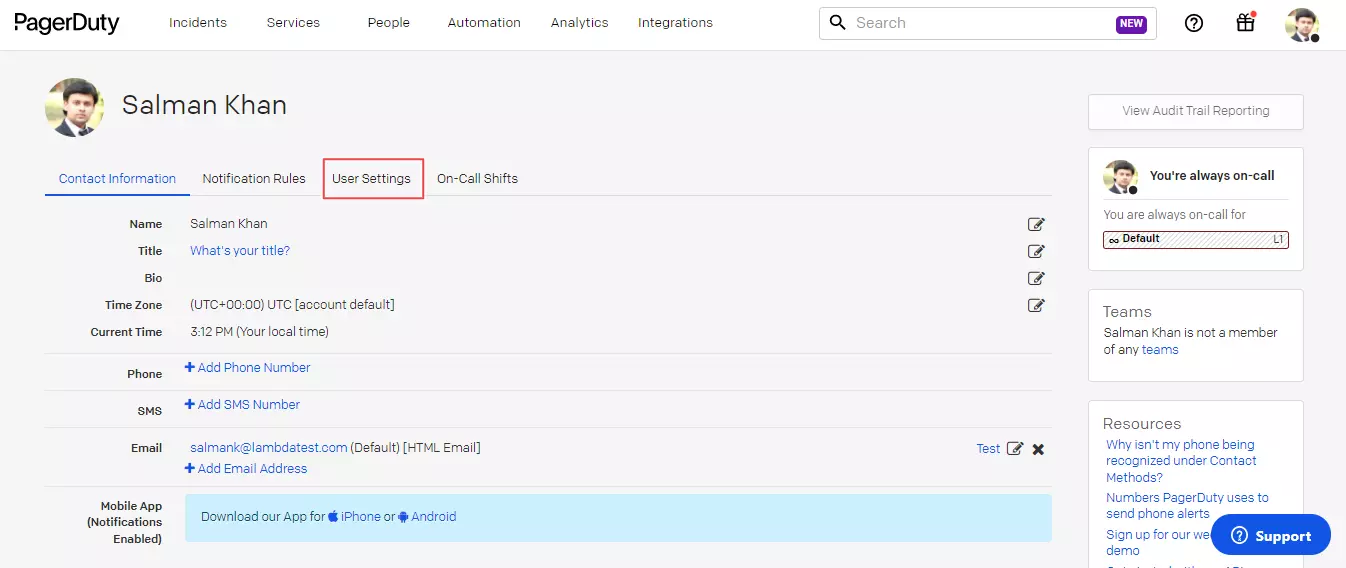 PagerDuty
Incidents Services People Automation Analytics Integrations
Search NEW
Salman Khan
Contact Information Notification Rules User Settings On-Call Shifts
Name Salman Khan
Title What's your title?
Bio
Time Zone (UTC+00:00) UTC [account default]
Current Time 3:12 PM (Your local time)
Phone + Add Phone Number
SMS + Add SMS Number
Email salmank@lambdatest.com (Default) [HTML Email] Test
+ Add Email Address
Mobile App
(Notifications
Enabled)
Download our App for iPhone or Android
View Audit Trail Reporting
You're always on-call
You are always on-call for
∞ Default L1
Teams
Salman Khan is not a member
of any teams
Resources
Why isn't my phone being
recognized under Contact
Methods?
Numbers PagerDuty uses to
send phone alerts
Sign up for our
demo
Support